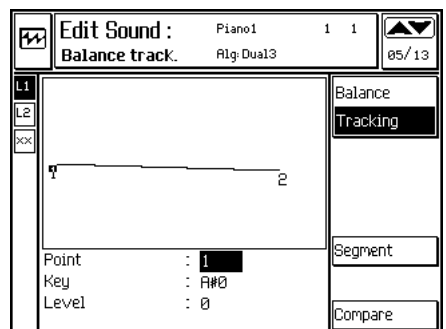 Edit Sound : Piano1 1 1
Balance track. Alg:Dual3 05/13
L1
L2
xx
Balance
Tracking
1 2
Segment
Point : 1
Key : A#0
Level : 0
Compare